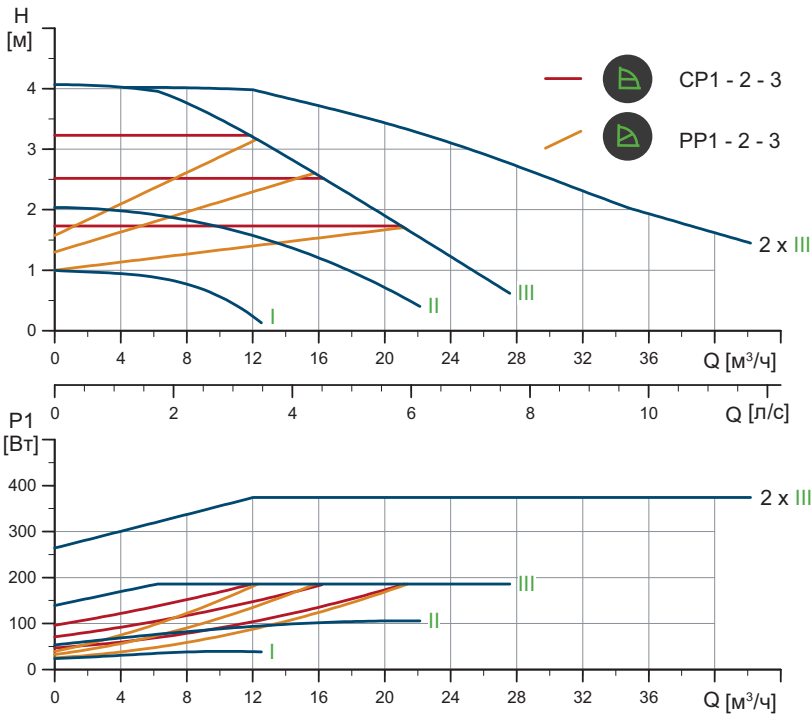 H
[м]
4
3
2
1
0
CP1 - 2 - 3
PP1 - 2 - 3
2 x III
III
II
I
0 4 8 12 16 20 24 28 32 36 Q [м³/ч]
0 2 4 6 8 10 Q [л/с]
P1
[Вт]
400
300
200
100
0
2 x III
III
II
I
0 4 8 12 16 20 24 28 32 36 Q [м³/ч]